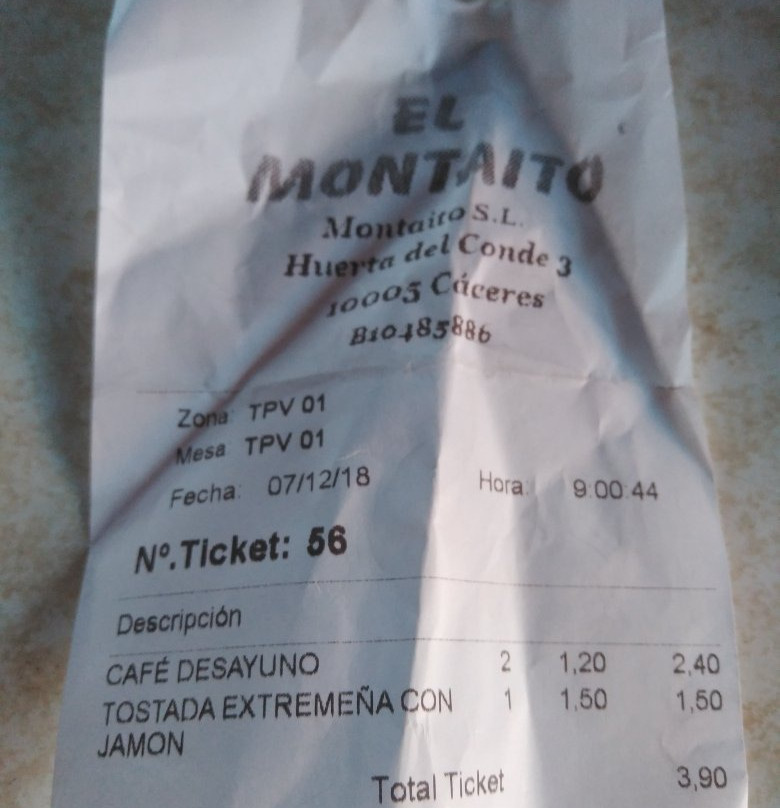 EL
MONTAITO
Montaito S.L.
Huerta del Conde 3
10005 Cáceres
B10485886
Zona: TPV 01
Mesa TPV 01
Fecha: 07/12/18 Hora: 9:00:44
Nº.Ticket: 56
Descripción
CAFÉ DESAYUNO 2 1,20 2,40
TOSTADA EXTREMEÑA CON 1 1,50 1,50
JAMON
Total Ticket 3,90